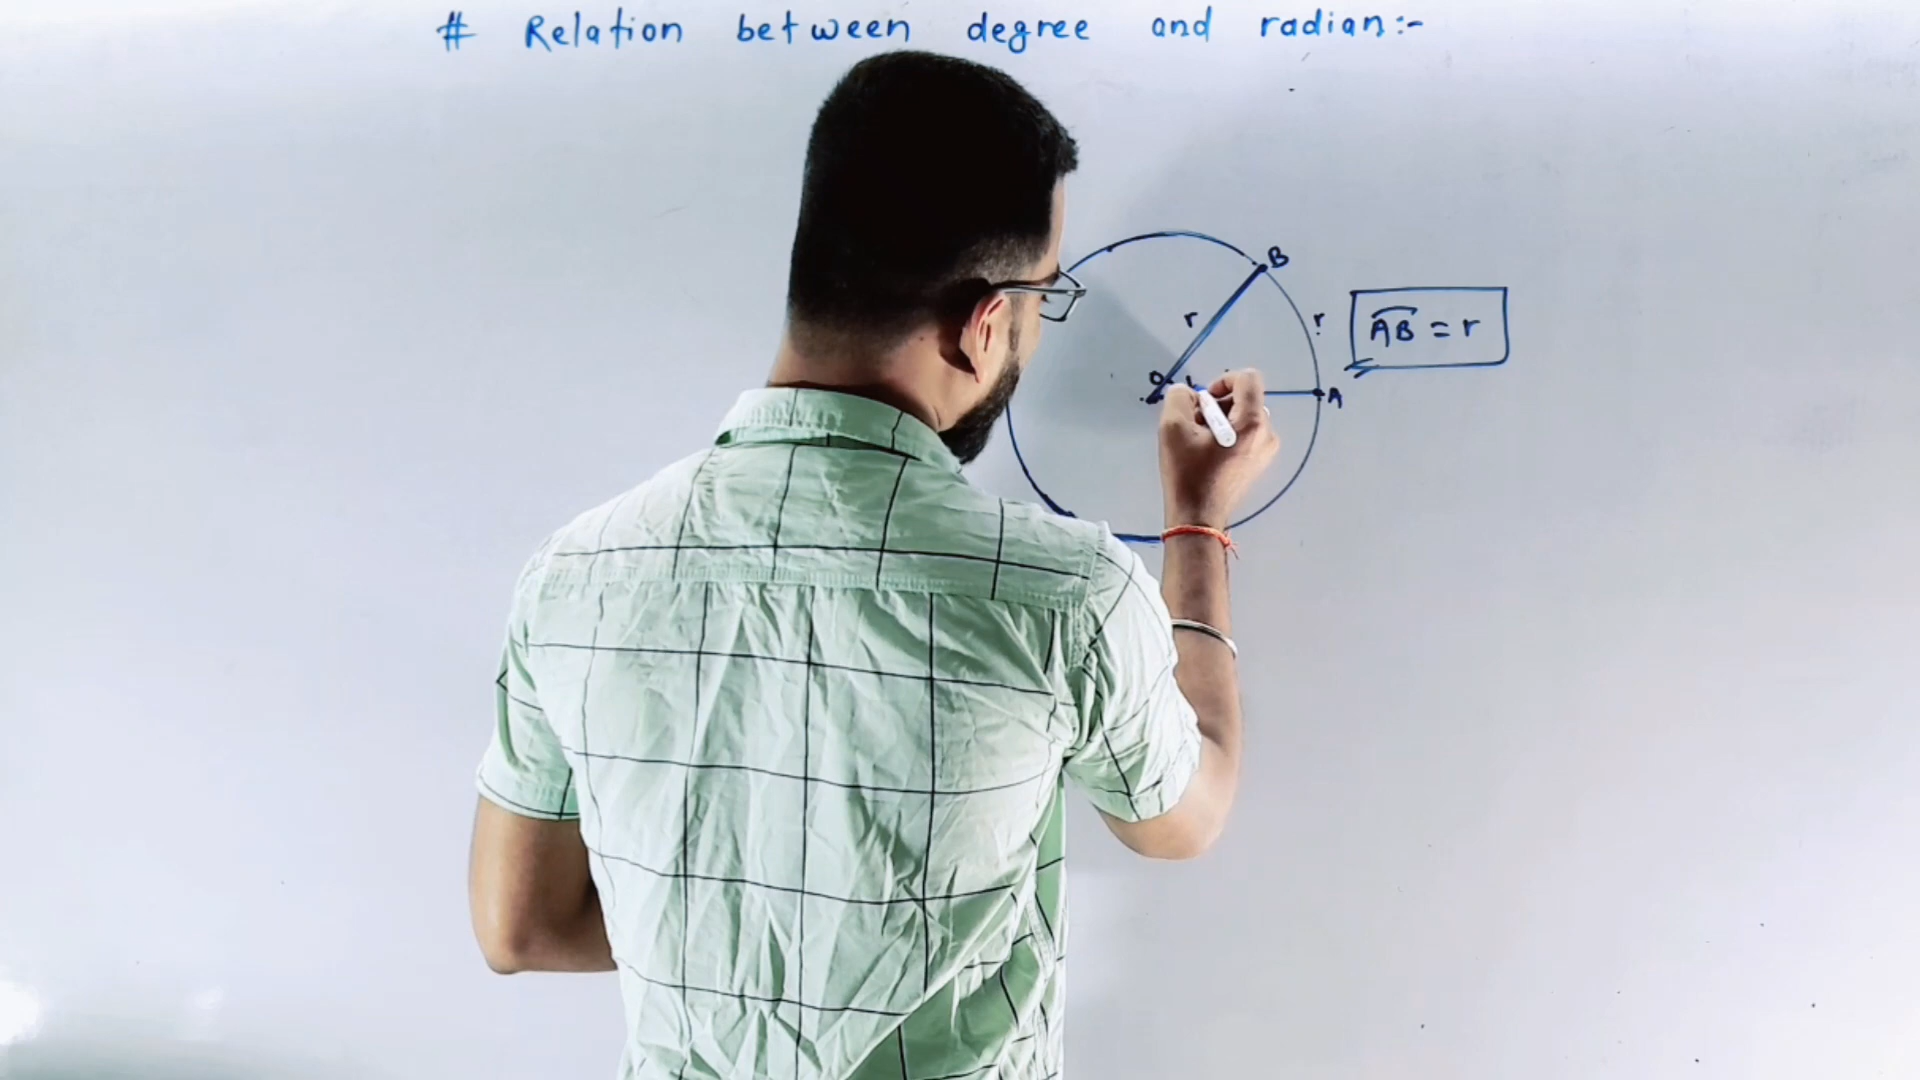 # Relation between degree and radian:-
B
r
r
AB = r
O
A